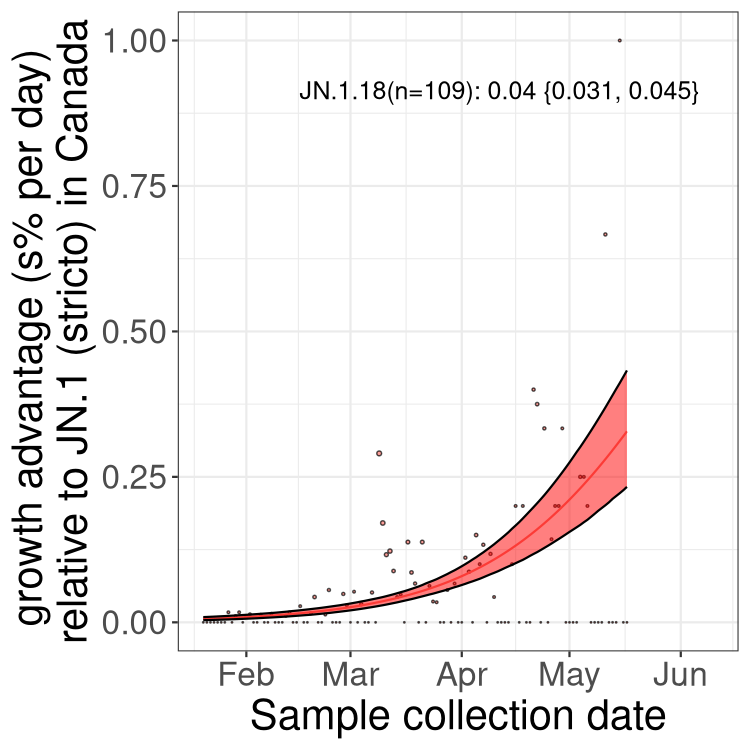 growth advantage (s% per day)
relative to JN.1 (stricto) in Canada
1.00
0.75
0.50
0.25
0.00
JN.1.18(n=109): 0.04 {0.031, 0.045}
Feb Mar Apr May Jun
Sample collection date